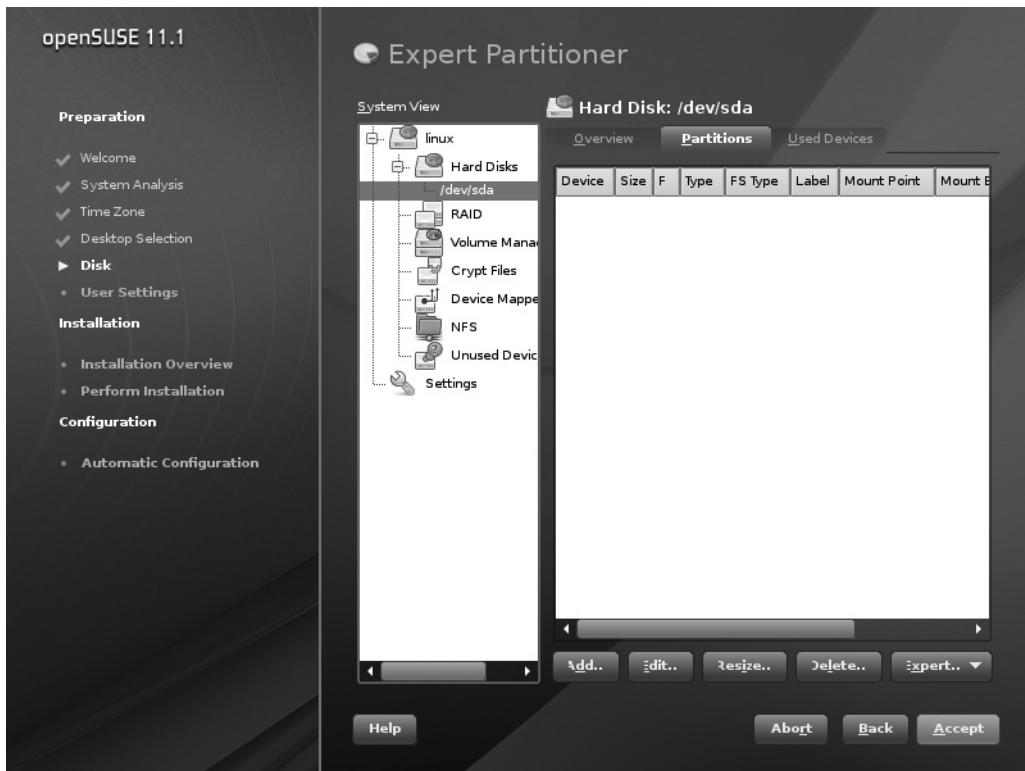 openSUSE 11.1
Preparation
Welcome
System Analysis
Time Zone
Desktop Selection
Disk
User Settings
Installation
Installation Overview
Perform Installation
Configuration
Automatic Configuration
Expert Partitioner
System View
linux
Hard Disks
/dev/sda
RAID
Volume Mana
Crypt Files
Device Mappe
NFS
Unused Devic
Settings
Hard Disk: /dev/sda
Overview Partitions Used Devices
Device Size F Type FS Type Label Mount Point Mount B
Add.. Edit.. Resize.. Delete.. Expert..
Help Abort Back Accept